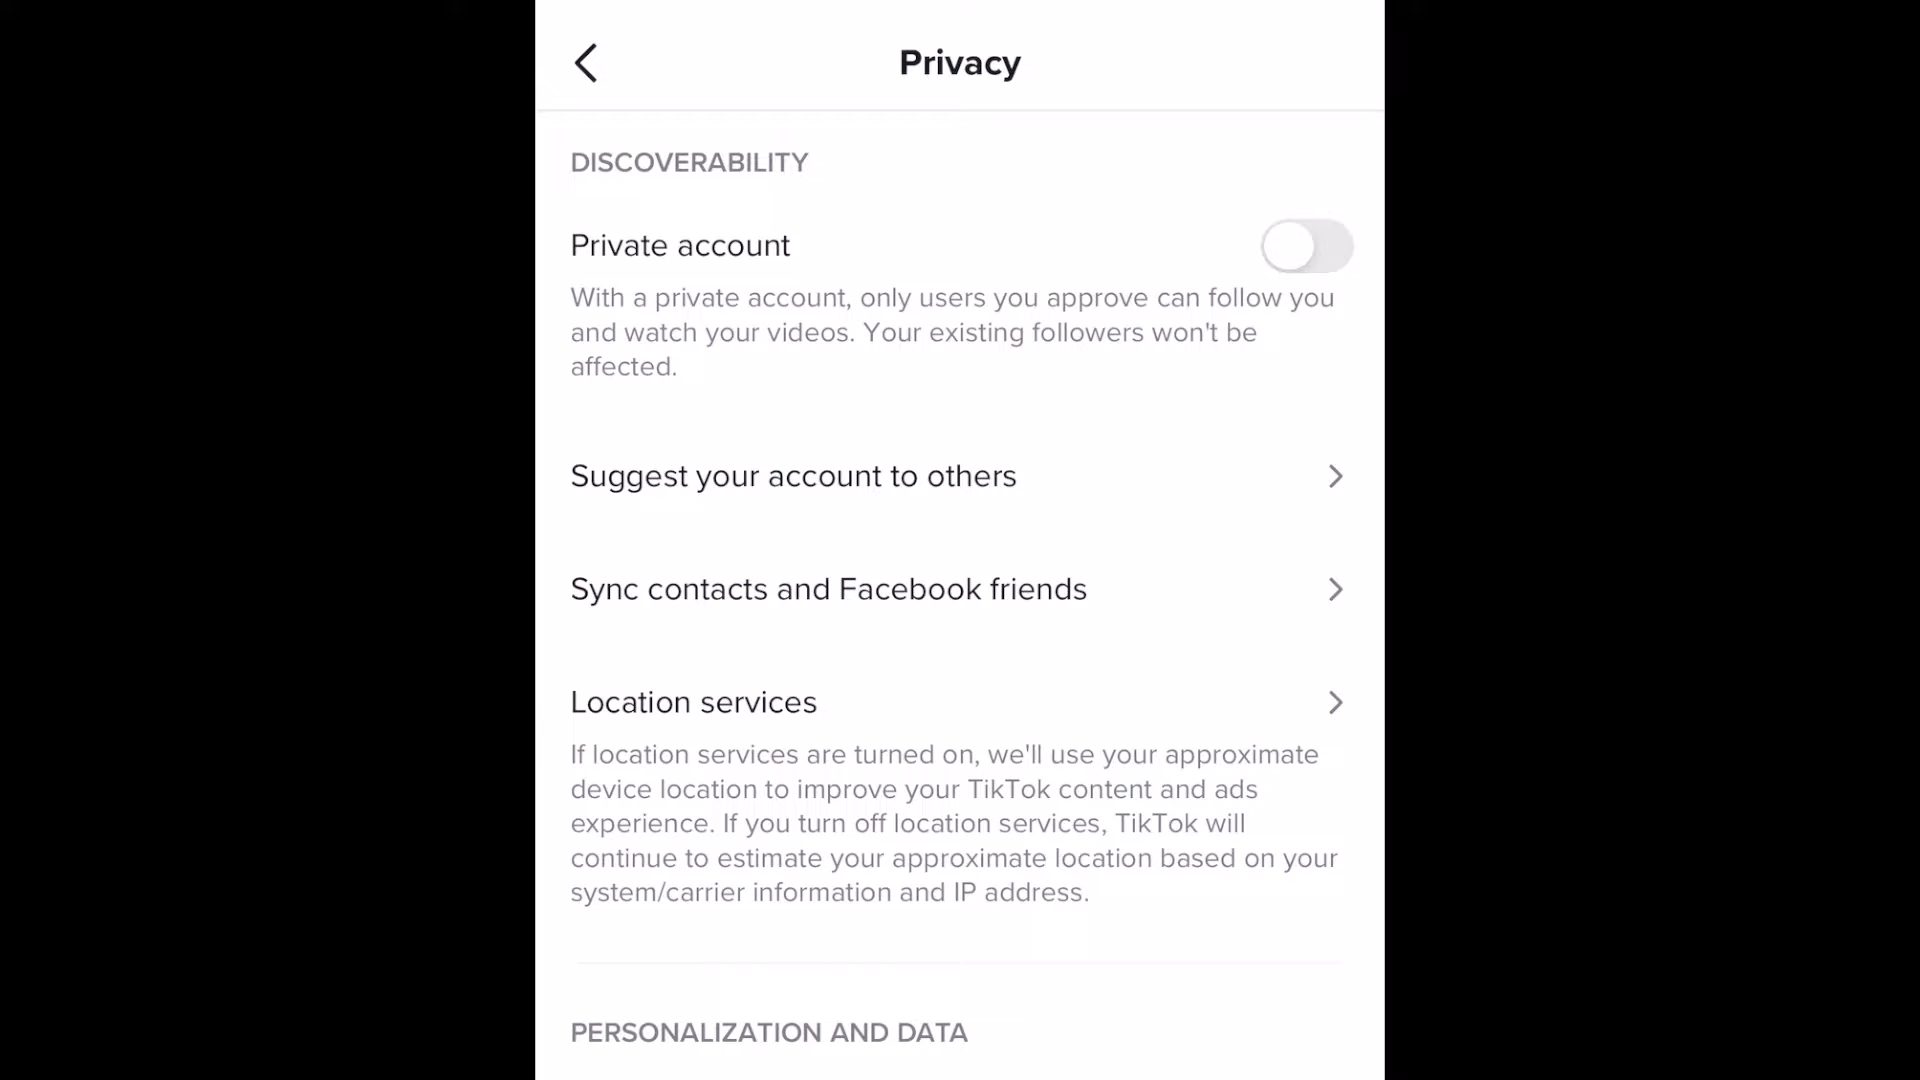 Privacy
DISCOVERABILITY
Private account
With a private account, only users you approve can follow you
and watch your videos. Your existing followers won't be
affected.
Suggest your account to others
Sync contacts and Facebook friends
Location services
If location services are turned on, we'll use your approximate
device location to improve your TikTok content and ads
experience. If you turn off location services, TikTok will
continue to estimate your approximate location based on your
system/carrier information and IP address.
PERSONALIZATION AND DATA